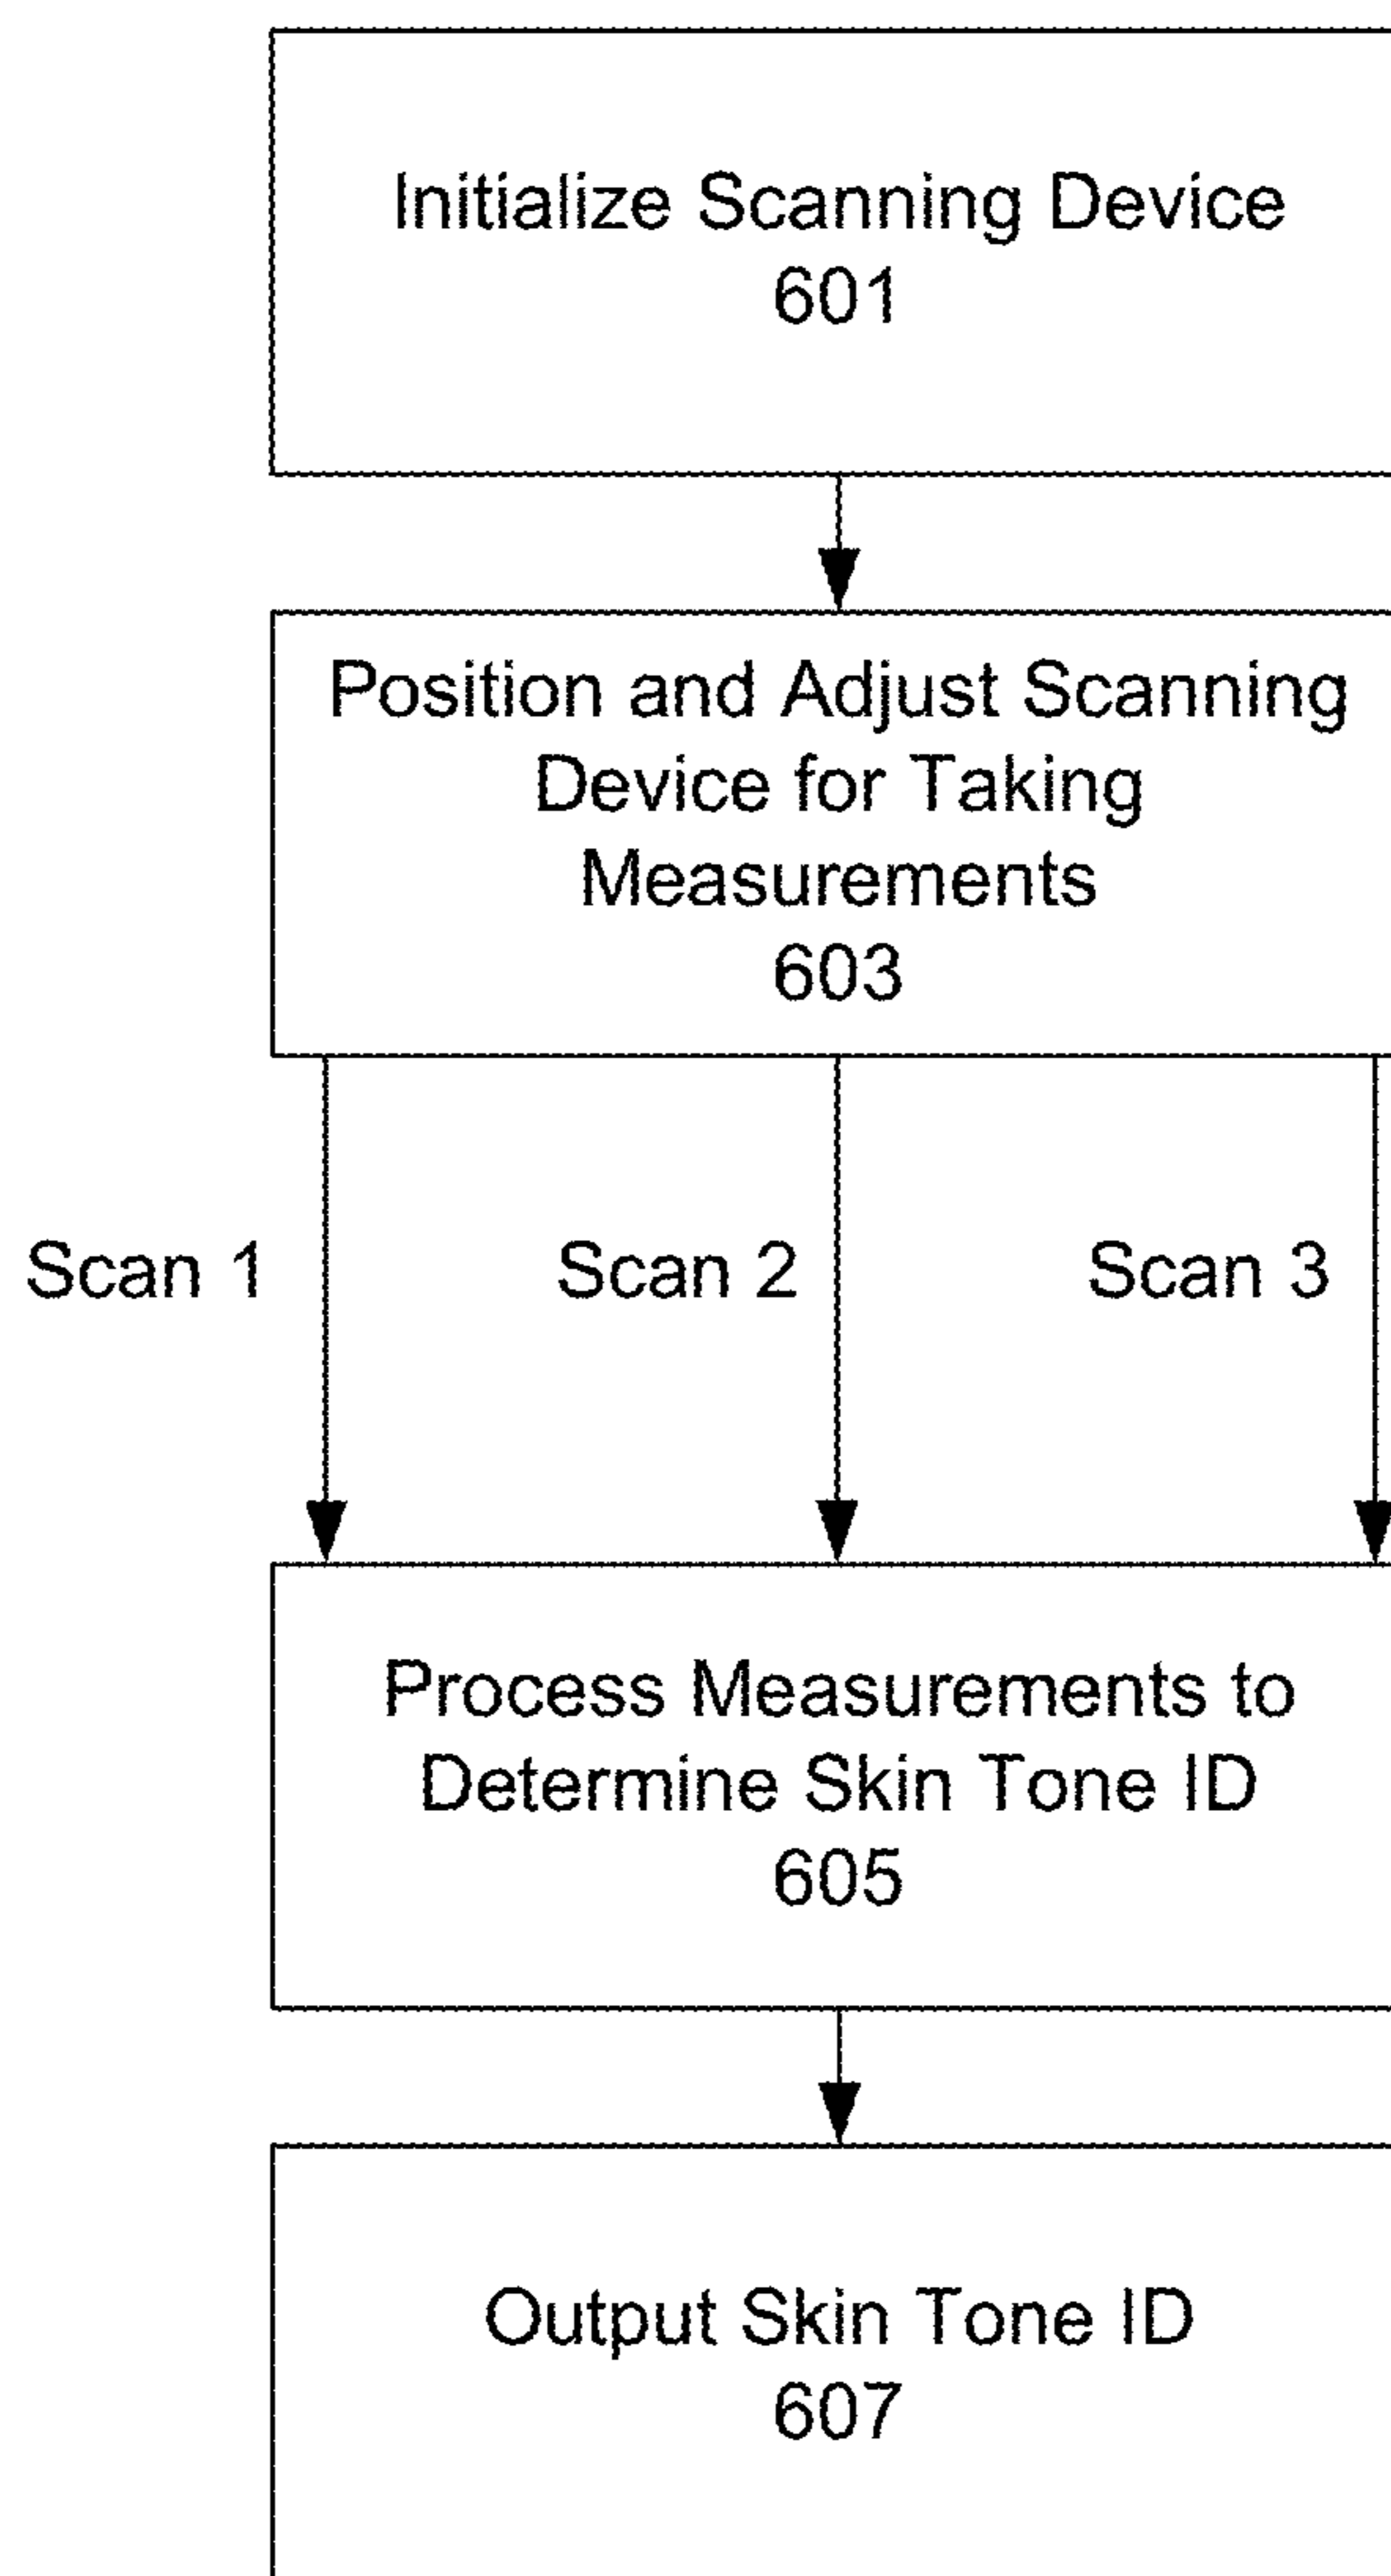 Initialize Scanning Device
601
Position and Adjust Scanning
Device for Taking
Measurements
603
Scan 1
Scan 2
Scan 3
Process Measurements to
Determine Skin Tone ID
605
Output Skin Tone ID
607